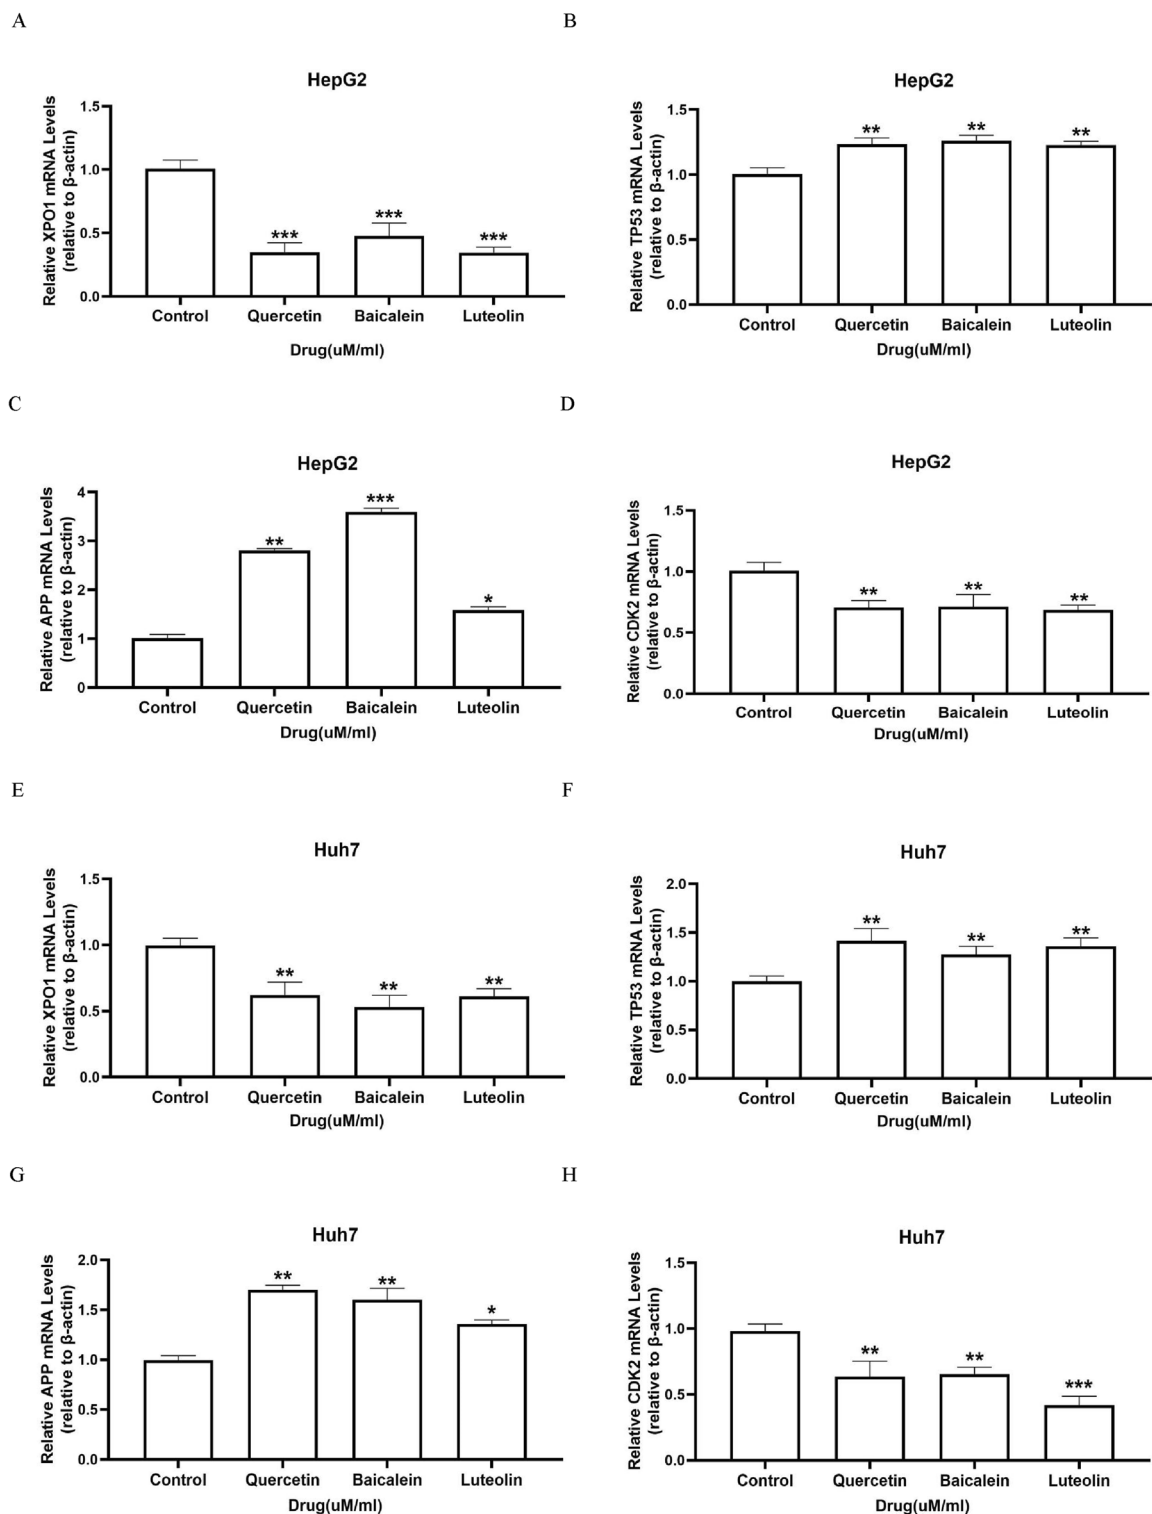 A
HepG2
Relative XPO1 mRNA Levels
(relative to β-actin)
1.5
1.0
0.5
0.0
***
***
***
Control Quercetin Baicalein Luteolin
Drug(uM/ml)
B
HepG2
Relative TP53 mRNA Levels
(relative to β-actin)
1.5
1.0
0.5
0.0
**
**
**
Control Quercetin Baicalein Luteolin
Drug(uM/ml)
C
HepG2
Relative APP mRNA Levels
(relative to β-actin)
4
3
2
1
0
**
***
*
Control Quercetin Baicalein Luteolin
Drug(uM/ml)
D
HepG2
Relative CDK2 mRNA Levels
(relative to β-actin)
1.5
1.0
0.5
0.0
**
**
**
Control Quercetin Baicalein Luteolin
Drug(uM/ml)
E
Huh7
Relative XPO1 mRNA Levels
(relative to β-actin)
1.5
1.0
0.5
0.0
**
**
**
Control Quercetin Baicalein Luteolin
Drug(uM/ml)
F
Huh7
Relative TP53 mRNA Levels
(relative to β-actin)
2.0
1.5
1.0
0.5
0.0
**
**
**
Control Quercetin Baicalein Luteolin
Drug(uM/ml)
G
Huh7
Relative APP mRNA Levels
(relative to β-actin)
2.0
1.5
1.0
0.5
0.0
**
**
*
Control Quercetin Baicalein Luteolin
Drug(uM/ml)
H
Huh7
Relative CDK2 mRNA Levels
(relative to β-actin)
1.5
1.0
0.5
0.0
**
**
***
Control Quercetin Baicalein Luteolin
Drug(uM/ml)